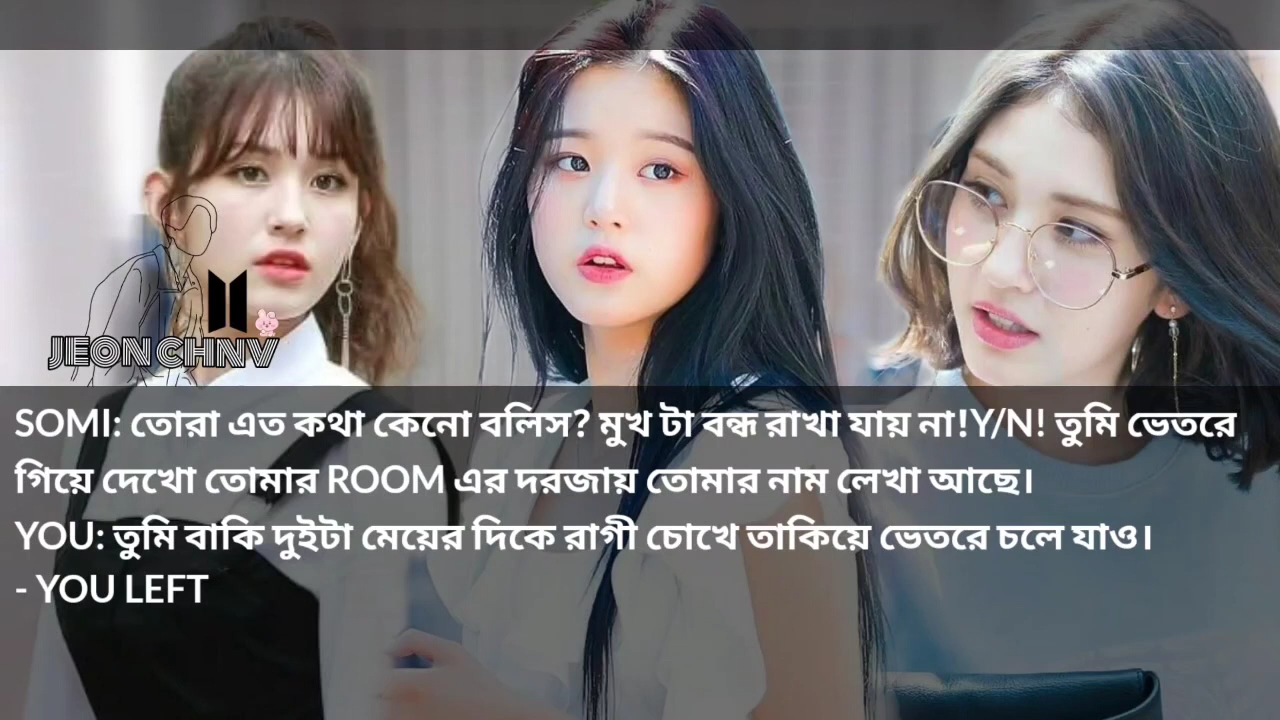 JEON CHNV
SOMI: তোরা এত কথা কেনো বলিস? মুখ টা বন্ধ রাখা যায় না!Y/N! তুমি ভেতরে
গিয়ে দেখো তোমার ROOM এর দরজায় তোমার নাম লেখা আছে।
YOU: তুমি বাকি দুইটা মেয়ের দিকে রাগী চোখে তাকিয়ে ভেতরে চলে যাও।
- YOU LEFT